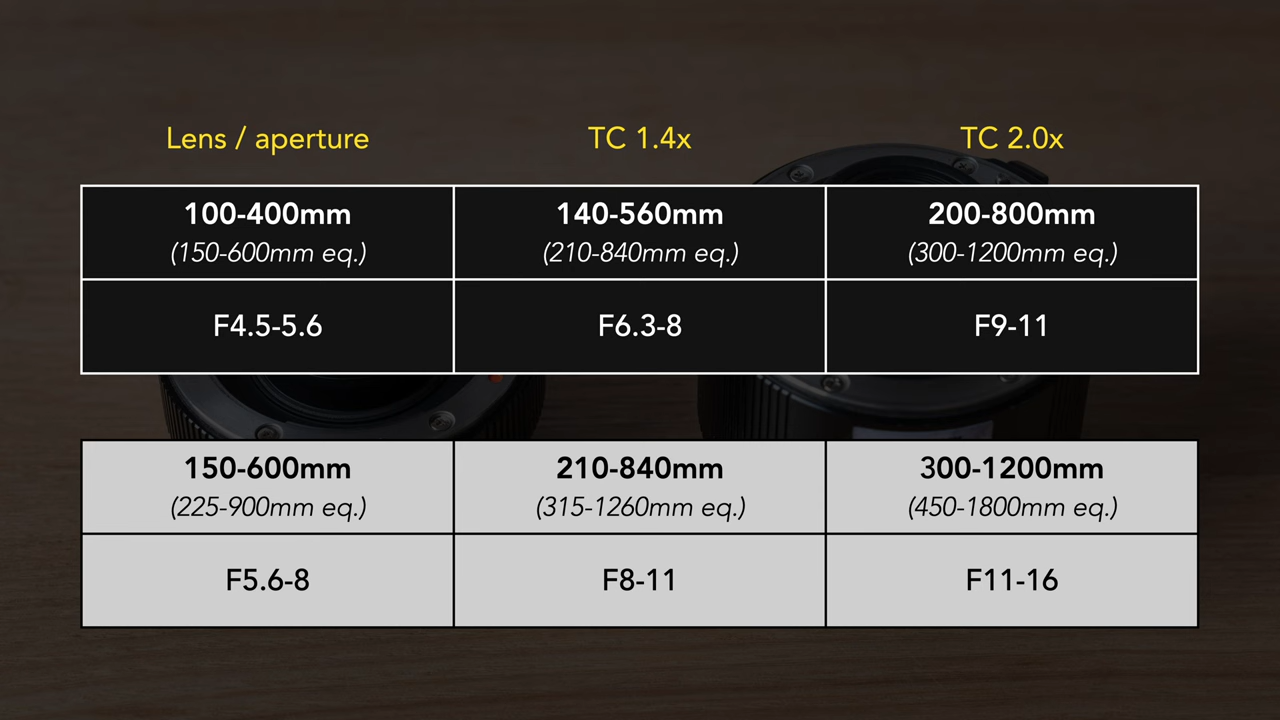 Lens / aperture
TC 1.4x
TC 2.0x
100-400mm
(150-600mm eq.)
140-560mm
(210-840mm eq.)
200-800mm
(300-1200mm eq.)
F4.5-5.6
F6.3-8
F9-11
150-600mm
(225-900mm eq.)
210-840mm
(315-1260mm eq.)
300-1200mm
(450-1800mm eq.)
F5.6-8
F8-11
F11-16